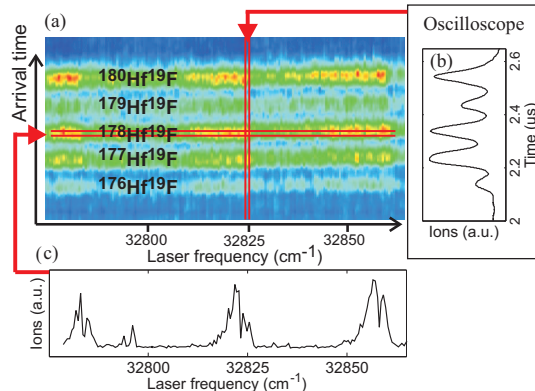 (a)
Arrival time
180Hf19F
179Hf19F
178Hf19F
177Hf19F
176Hf19F
32800 32825 32850
Laser frequency (cm-1)
Oscilloscope
(b)
2 2.2 2.4 2.6
Time (us)
Ions (a.u.)
(c)
Ions (a.u.)
32800 32825 32850
Laser frequency (cm-1)